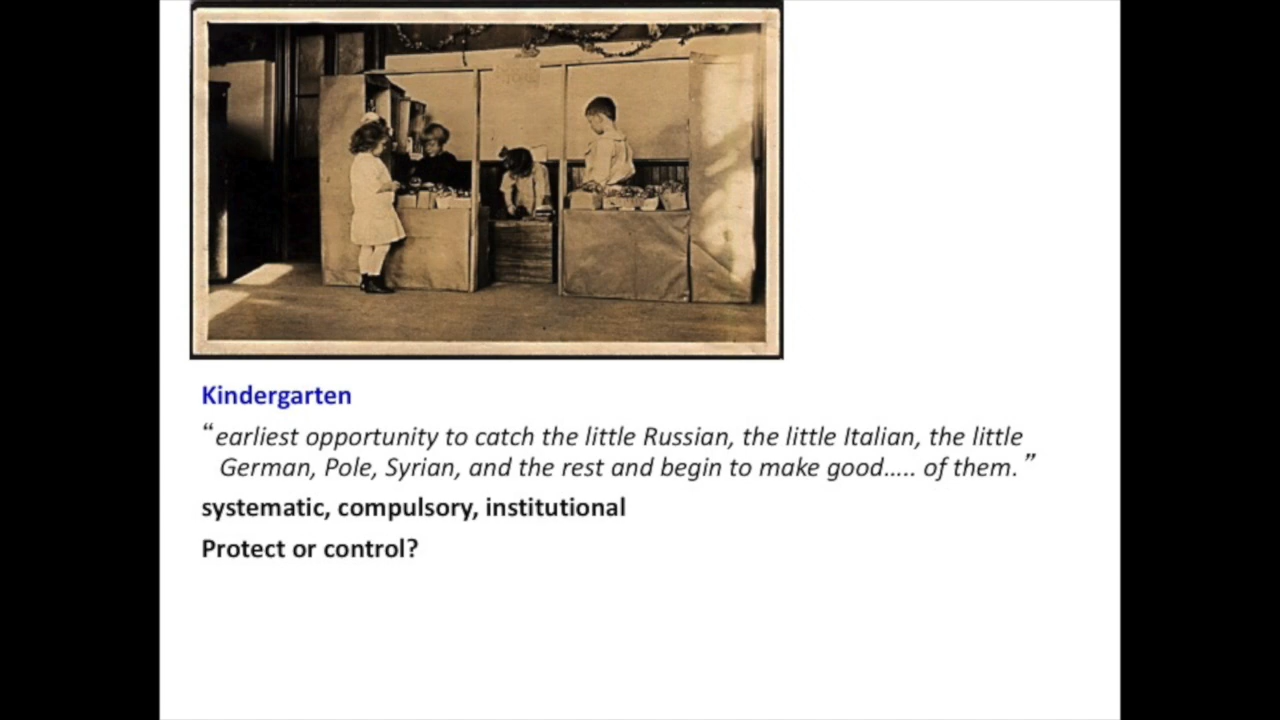 Kindergarten
“earliest opportunity to catch the little Russian, the little Italian, the little
German, Pole, Syrian, and the rest and begin to make good….. of them.”
systematic, compulsory, institutional
Protect or control?